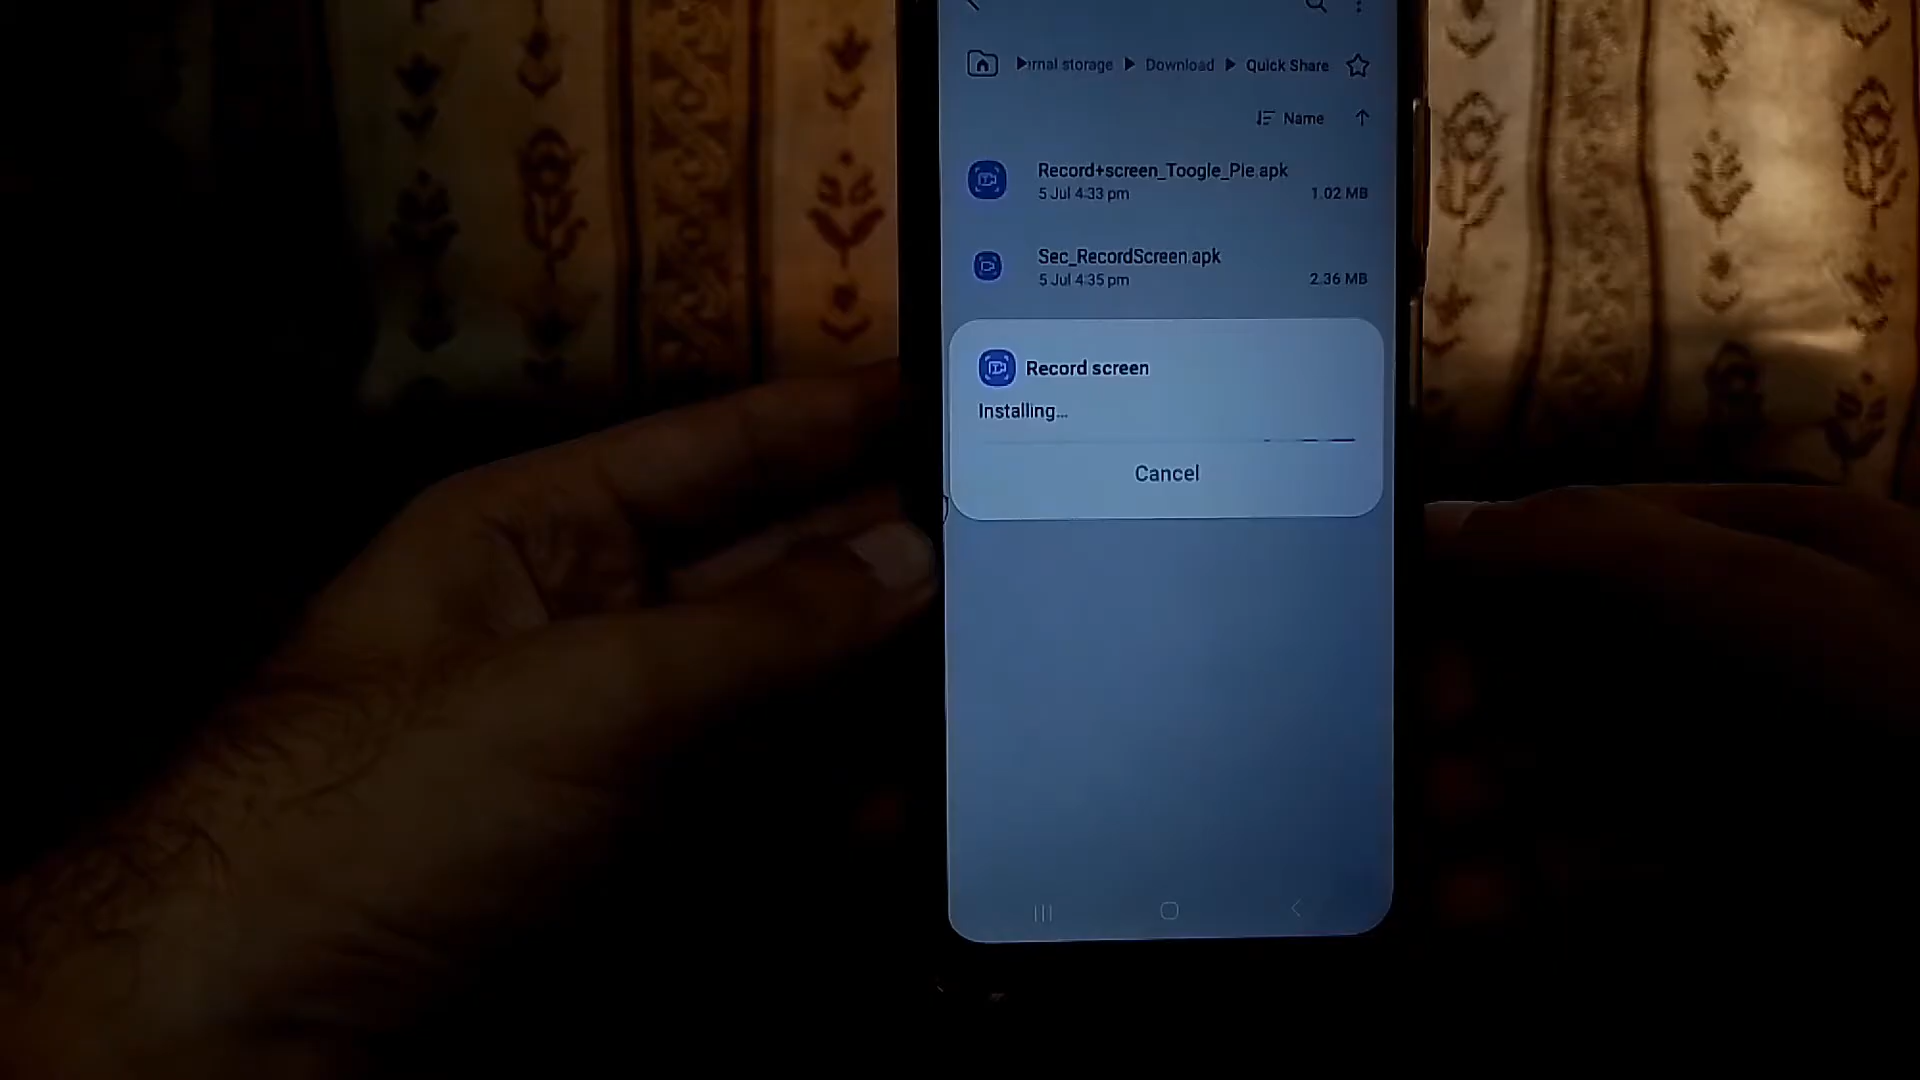 rnal storage Download Quick Share
Name
Record+screen_Toogle_Pie.apk
5 Jul 4:33 pm 1.02 MB
Sec_RecordScreen.apk
5 Jul 4:35 pm 2.36 MB
Record screen
Installing...
Cancel